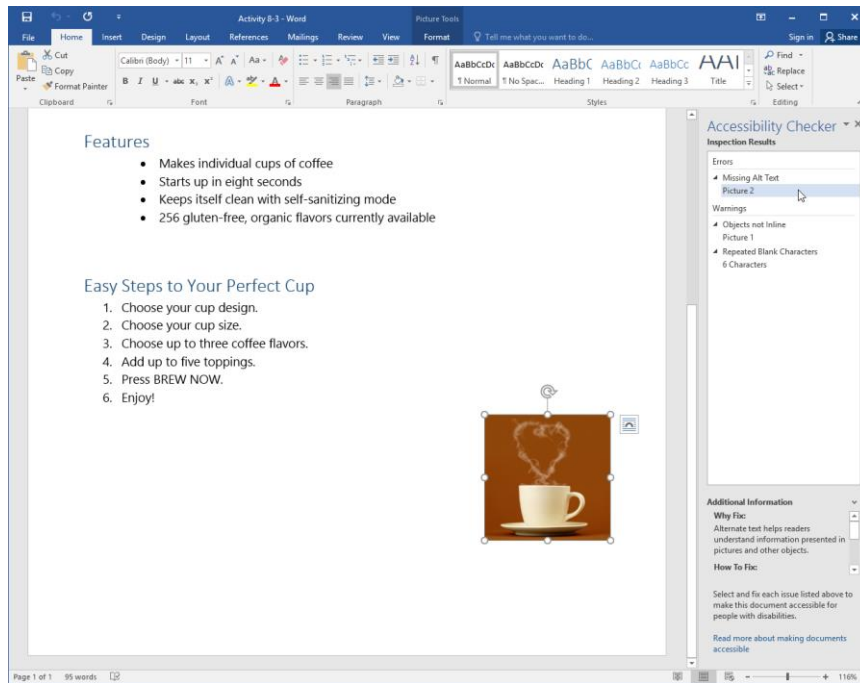 Activity 8-3 - Word
Picture Tools
File Home Insert Design Layout References Mailings Review View Format Tell me what you want to do... Sign in Share
Paste
Cut
Copy
Format Painter
Calibri (Body) 11 A A Aa
B I U abc x₂ x² A A
AaBbCcDc AaBbCcDc AaBbC AaBbCc AaBbCc AAI
¶ Normal ¶ No Spac... Heading 1 Heading 2 Heading 3 Title
Find
Replace
Select
Clipboard Font Paragraph Styles Editing
Features
• Makes individual cups of coffee
• Starts up in eight seconds
• Keeps itself clean with self-sanitizing mode
• 256 gluten-free, organic flavors currently available
Easy Steps to Your Perfect Cup
1. Choose your cup design.
2. Choose your cup size.
3. Choose up to three coffee flavors.
4. Add up to five toppings.
5. Press BREW NOW.
6. Enjoy!
Accessibility Checker
Inspection Results
Errors
Missing Alt Text
Picture 2
Warnings
Objects not Inline
Picture 1
Repeated Blank Characters
6 Characters
Additional Information
Why Fix:
Alternate text helps readers
understand information presented in
pictures and other objects.
How To Fix:
Select and fix each issue listed above to
make this document accessible for
people with disabilities.
Read more about making documents
accessible
Page 1 of 1 95 words
116%